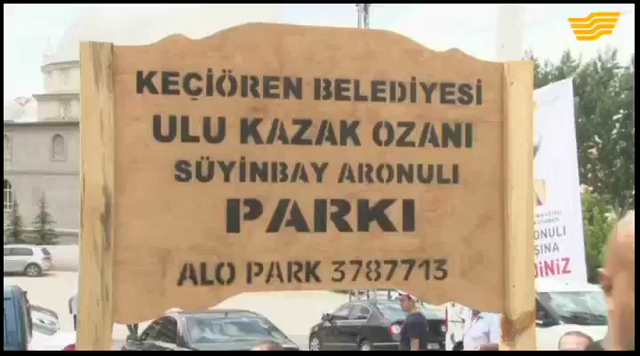 KEÇİÖREN BELEDİYESİ
ULU KAZAK OZANI
SÜYİNBAY ARONULI
PARKI
ALO PARK 3787713
ONULI
DİNİZ